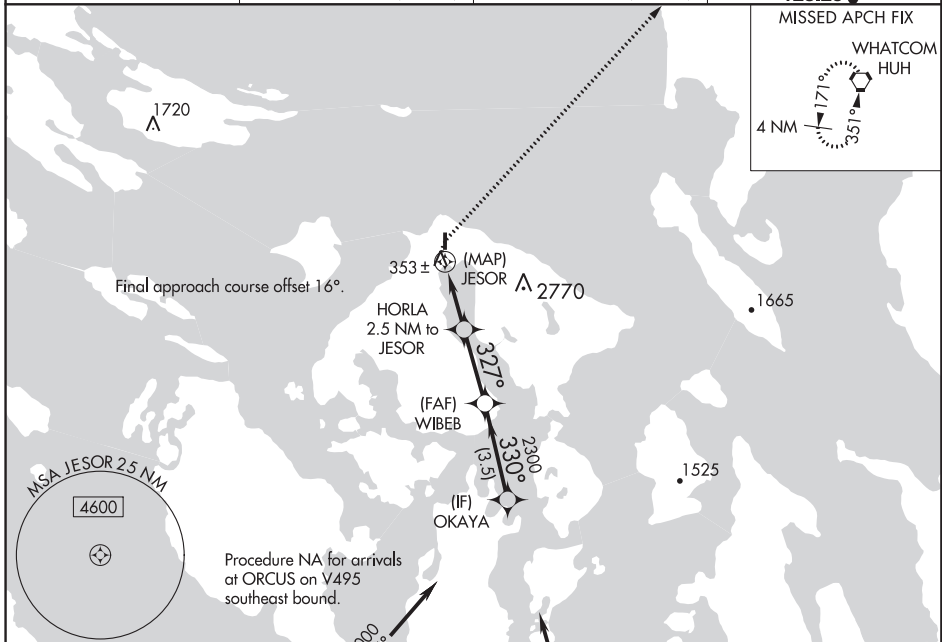 MISSED APCH FIX
WHATCOM
HUH
171°
4 NM
351°
1720
353 ±
(MAP)
JESOR
2770
Final approach course offset 16°.
1665
HORLA
2.5 NM to
JESOR
327°
(FAF)
WIBEB
2300
330°
(3.5)
1525
MSA JESOR 25 NM
4600
(IF)
OKAYA
Procedure NA for arrivals
at ORCUS on V495
southeast bound.